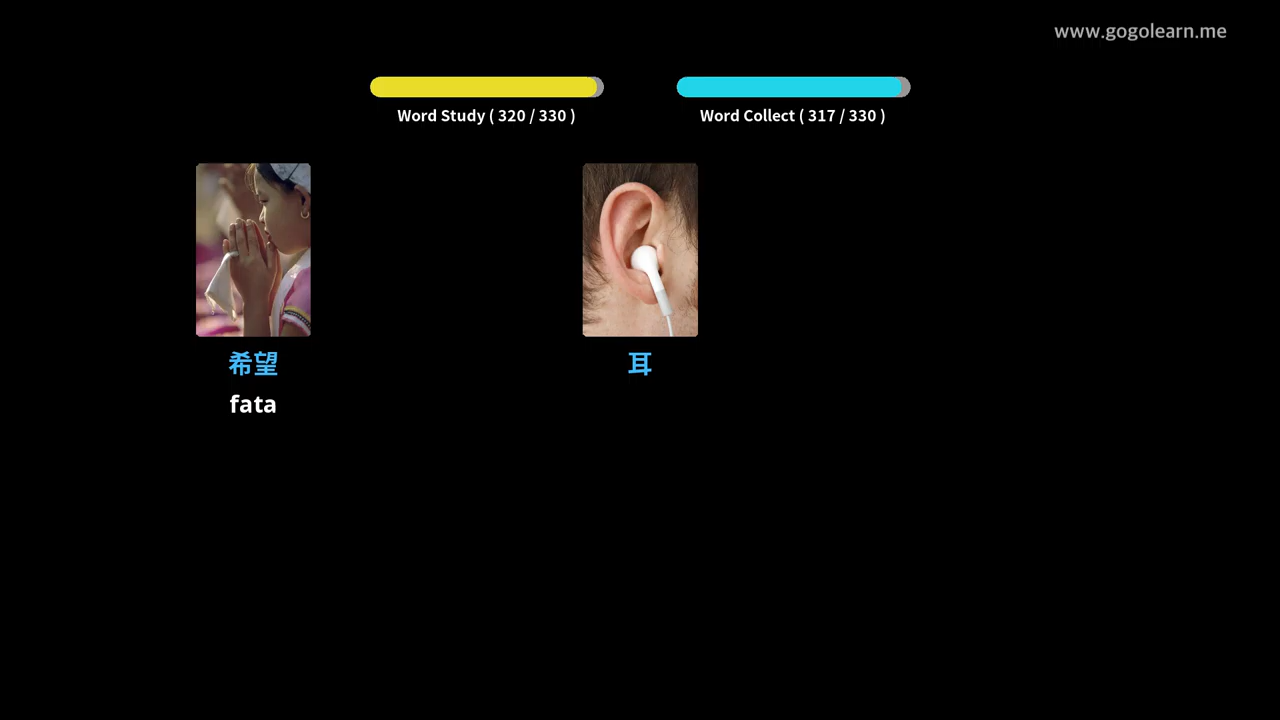 www.gogolearn.me
Word Study ( 320 / 330 )
Word Collect ( 317 / 330 )
希望
fata
耳